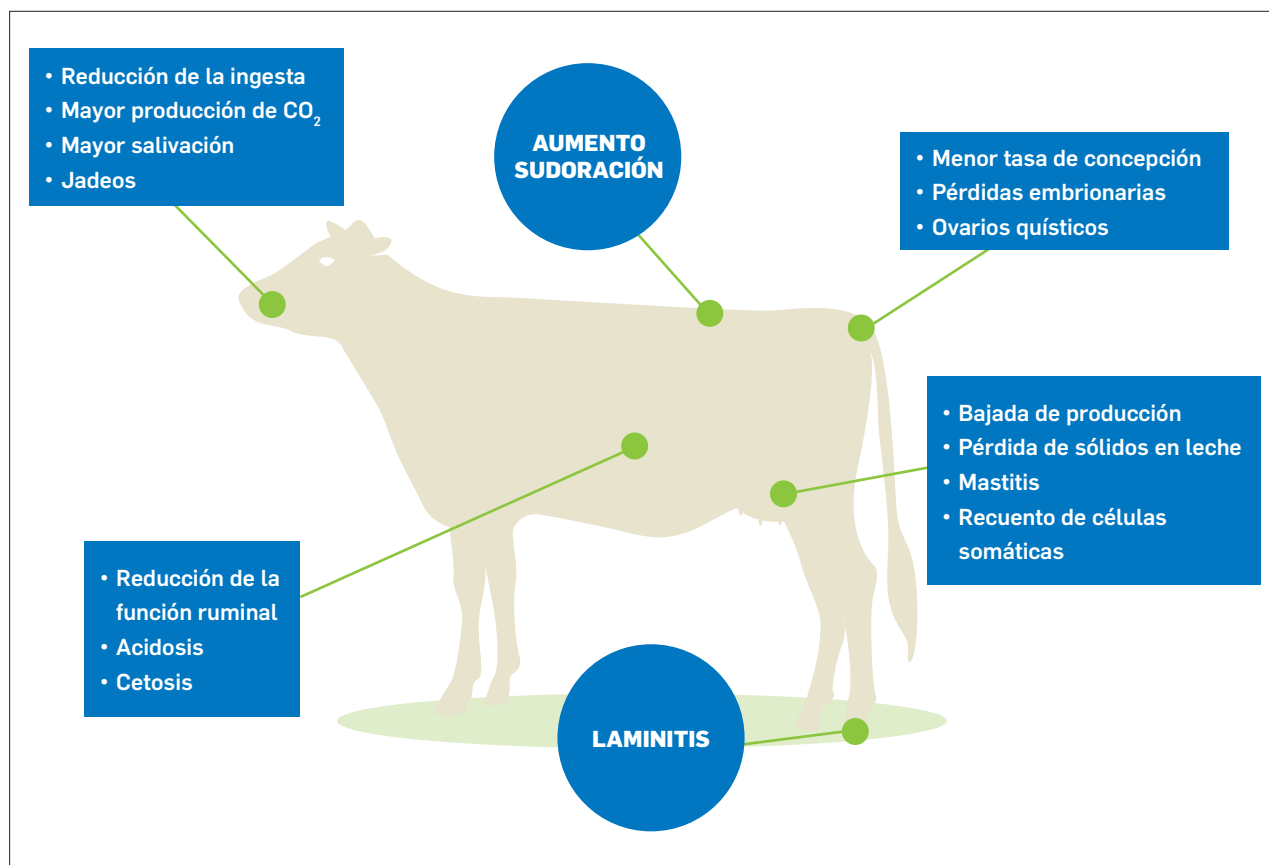 • Reducción de la ingesta
• Mayor producción de CO₂
• Mayor salivación
• Jadeos
AUMENTO
SUDORACIÓN
• Menor tasa de concepción
• Pérdidas embrionarias
• Ovarios quísticos
• Bajada de producción
• Pérdida de sólidos en leche
• Mastitis
• Recuento de células
somáticas
• Reducción de la
función ruminal
• Acidosis
• Cetosis
LAMINITIS